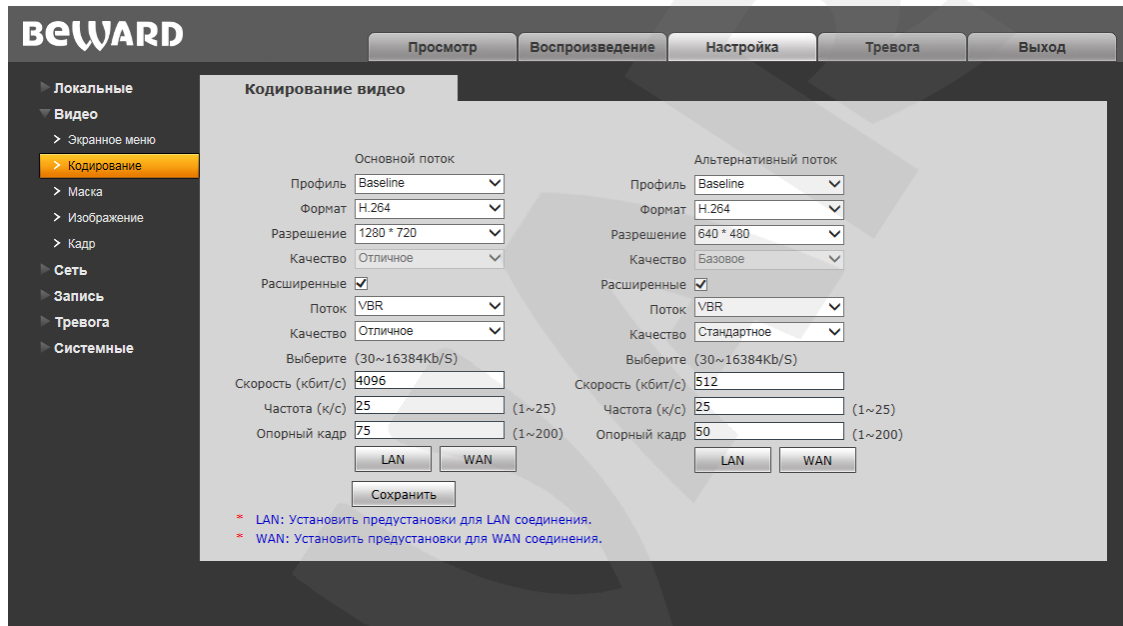 BEWARD
Просмотр Воспроизведение Настройка Тревога Выход
Локальные
Видео
Экранное меню
Кодирование
Маска
Изображение
Кадр
Сеть
Запись
Тревога
Системные
Кодирование видео
Основной поток
Профиль Baseline
Формат H.264
Разрешение 1280 * 720
Качество Отличное
Расширенные
Поток VBR
Качество Отличное
Выберите (30~16384Kb/S)
Скорость (кбит/с) 4096
Частота (к/с) 25 (1~25)
Опорный кадр 75 (1~200)
LAN WAN
Альтернативный поток
Профиль Baseline
Формат H.264
Разрешение 640 * 480
Качество Базовое
Расширенные
Поток VBR
Качество Стандартное
Выберите (30~16384Kb/S)
Скорость (кбит/с) 512
Частота (к/с) 25 (1~25)
Опорный кадр 50 (1~200)
LAN WAN
Сохранить
* LAN: Установить предустановки для LAN соединения.
* WAN: Установить предустановки для WAN соединения.